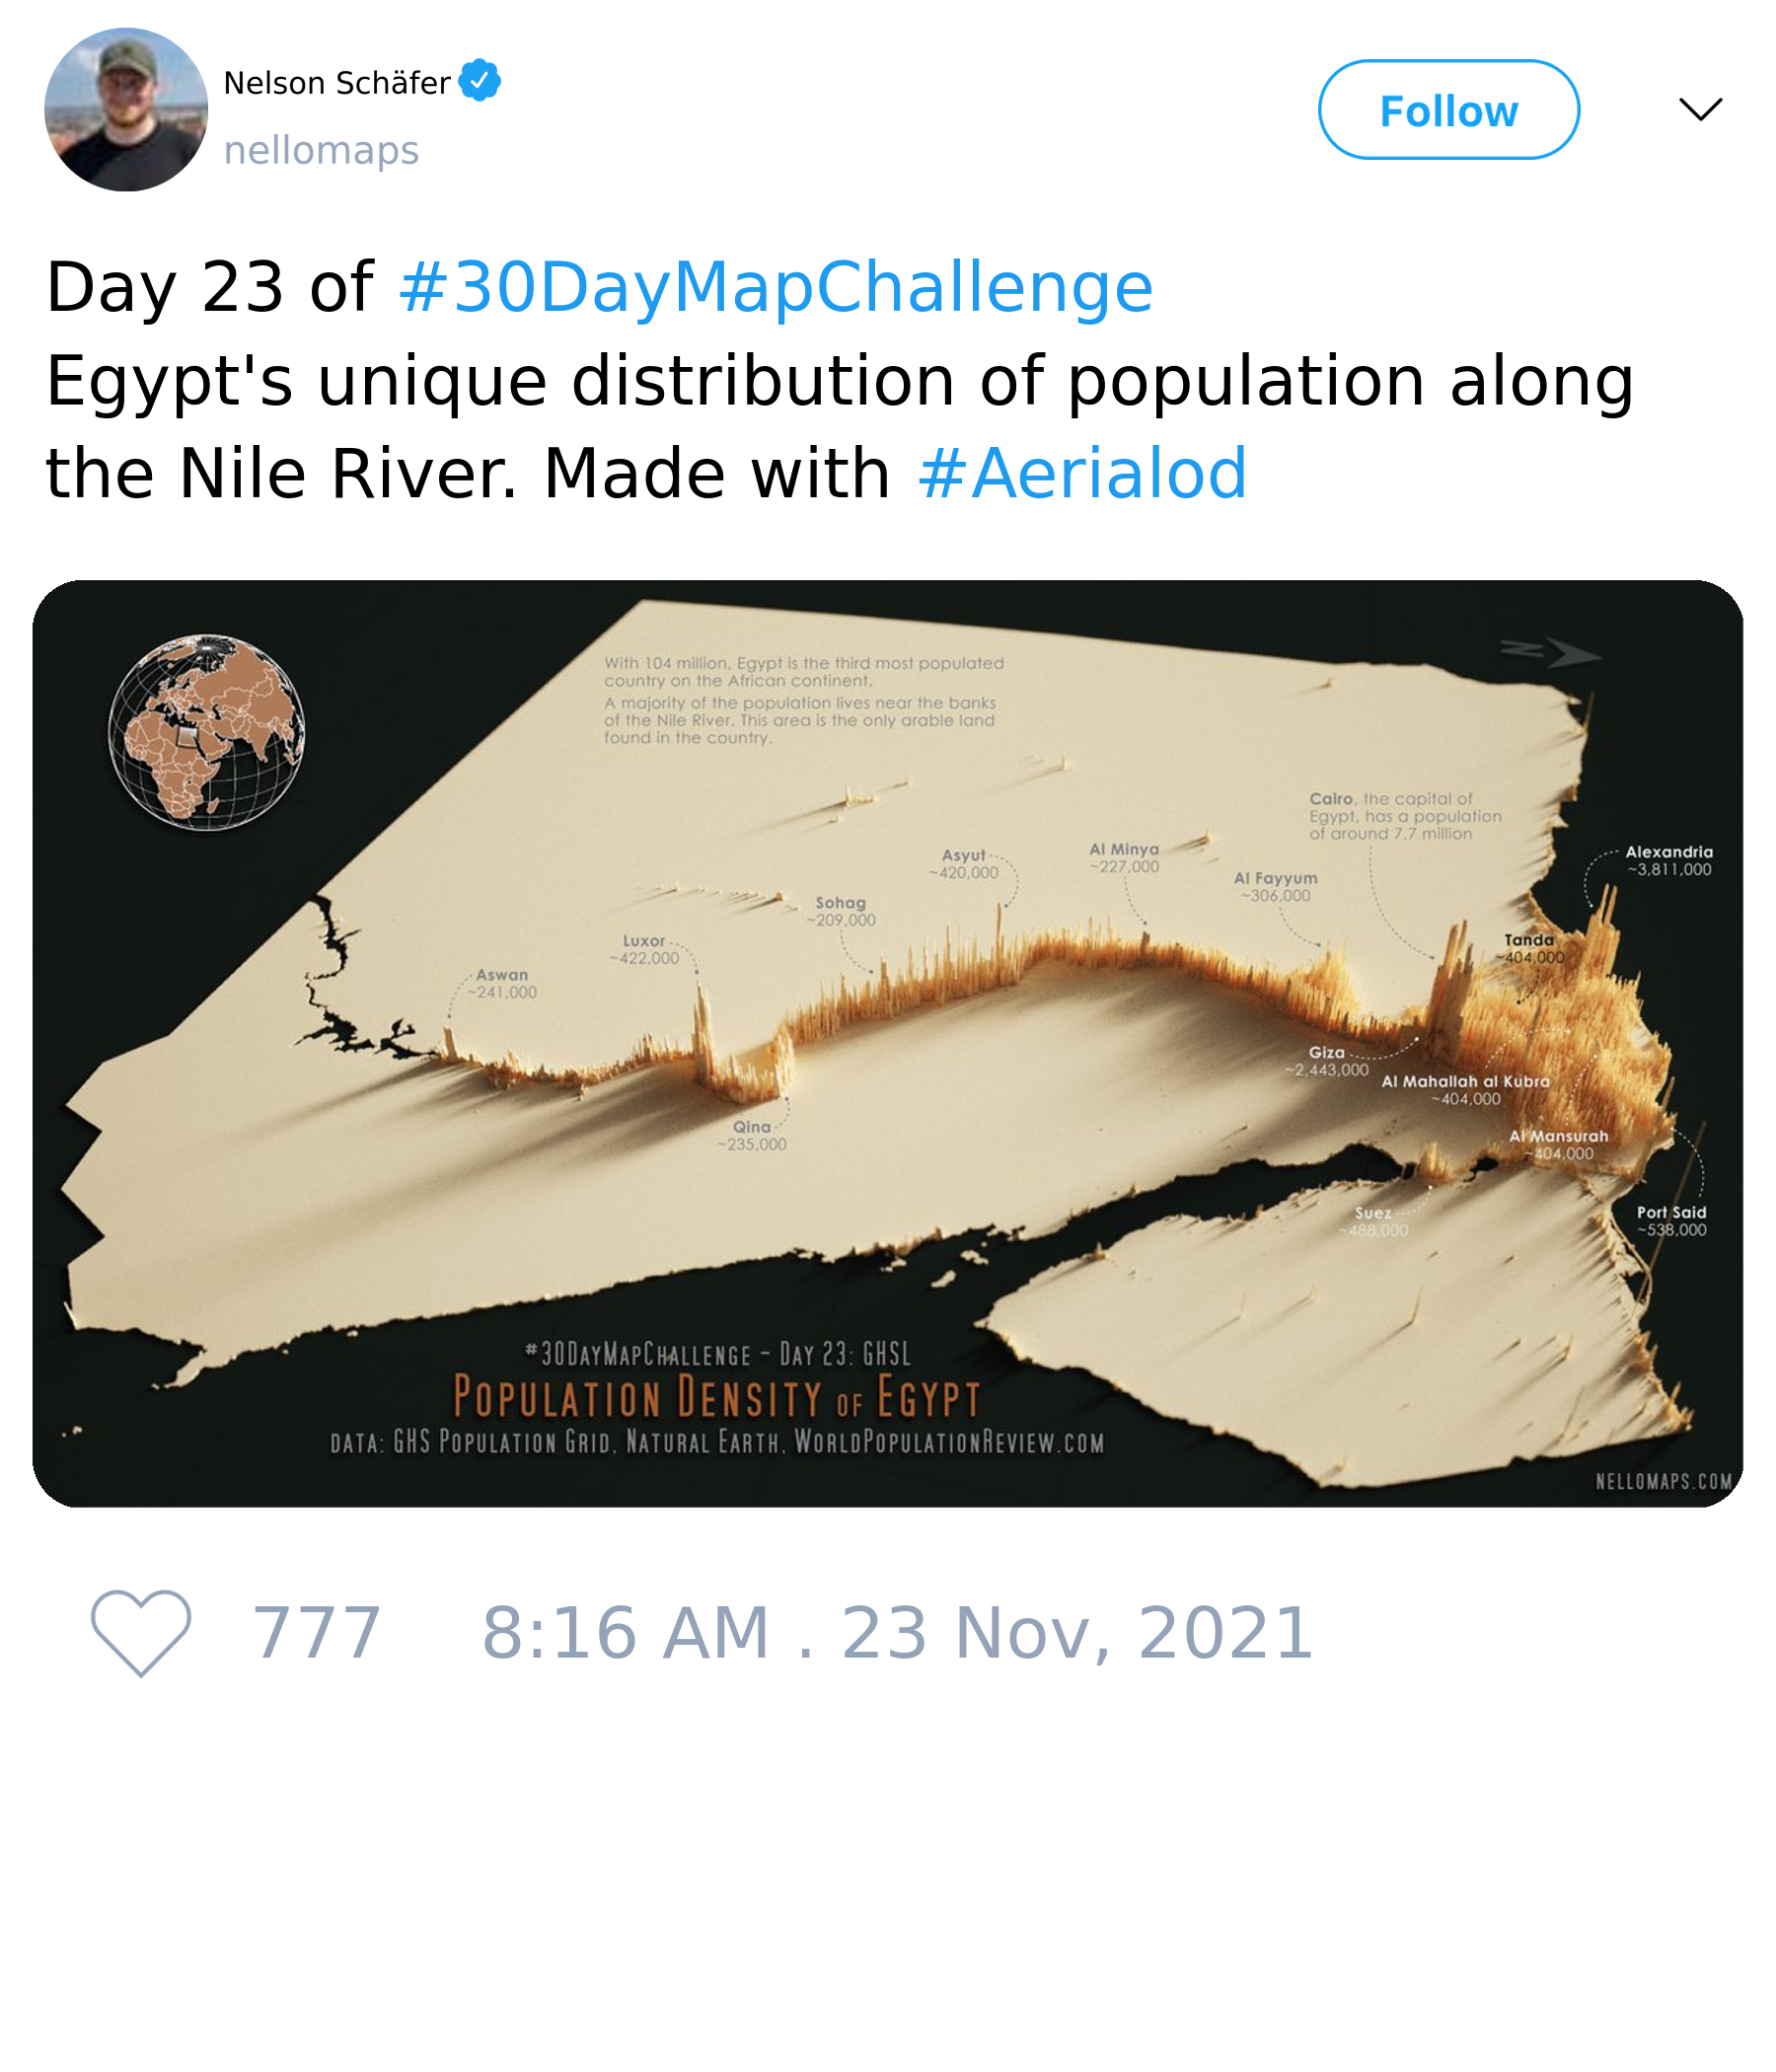 Nelson Schäfer
nellomaps
Follow
Day 23 of #30DayMapChallenge
Egypt's unique distribution of population along
the Nile River. Made with #Aerialod
With 104 million, Egypt is the third most populated
country on the African continent.
A majority of the population lives near the banks
of the Nile River. This area is the only arable land
found in the country.
N
Cairo, the capital of
Egypt, has a population
of around 7,7 million
Alexandria
~3,811,000
Asyut
~420,000
Al Minya
~227,000
Al Fayyum
~306,000
Sohag
~209,000
Tanda
~404,000
Luxor
~422,000
Aswan
~241,000
Giza
~2,443,000
Al Mahallah al Kubra
~404,000
Qina
~235,000
Al Mansurah
~404,000
Suez
~488,000
Port Said
~538,000
#30DayMapChallenge - Day 23: GHSL
Population Density of Egypt
data: GHS Population Grid, Natural Earth, WorldPopulationReview.com
nellomaps.com
777 8:16 AM . 23 Nov, 2021